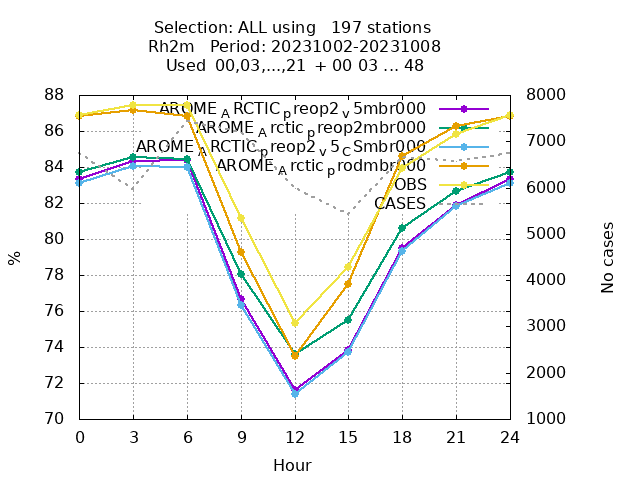 Selection: ALL using 197 stations
Rh2m Period: 20231002-20231008
Used 00,03,...,21 + 00 03 ... 48
88
86
84
82
80
78
76
74
72
70
8000
7000
6000
5000
4000
3000
2000
1000
AROME_ARCTIC_preop2_v5mbr000
AROME_Arctic_preop2mbr000
AROME_ARCTIC_preop2_v5_CSmbr000
AROME_Arctic_prodmbr000
OBS
CASES
%
No cases
0 3 6 9 12 15 18 21 24
Hour